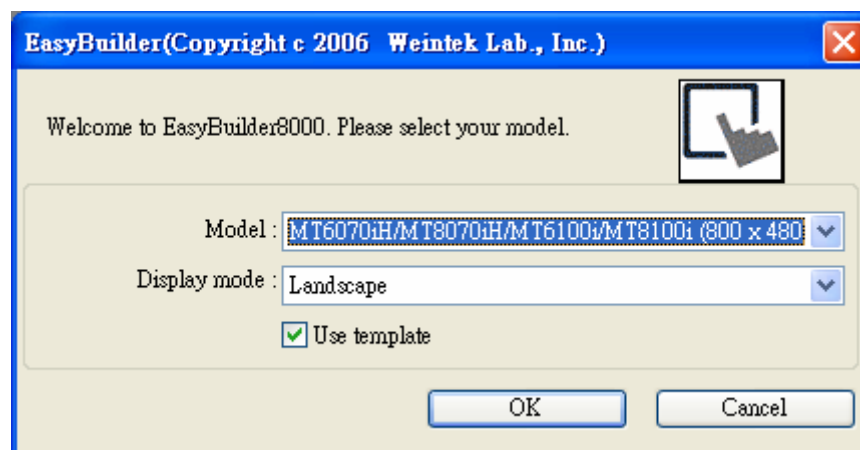 EasyBuilder(Copyright c 2006 Weintek Lab., Inc.)
Welcome to EasyBuilder8000. Please select your model.
Model : MT6070iH/MT8070iH/MT6100i/MT8100i (800 x 480
Display mode : Landscape
Use template
OK Cancel